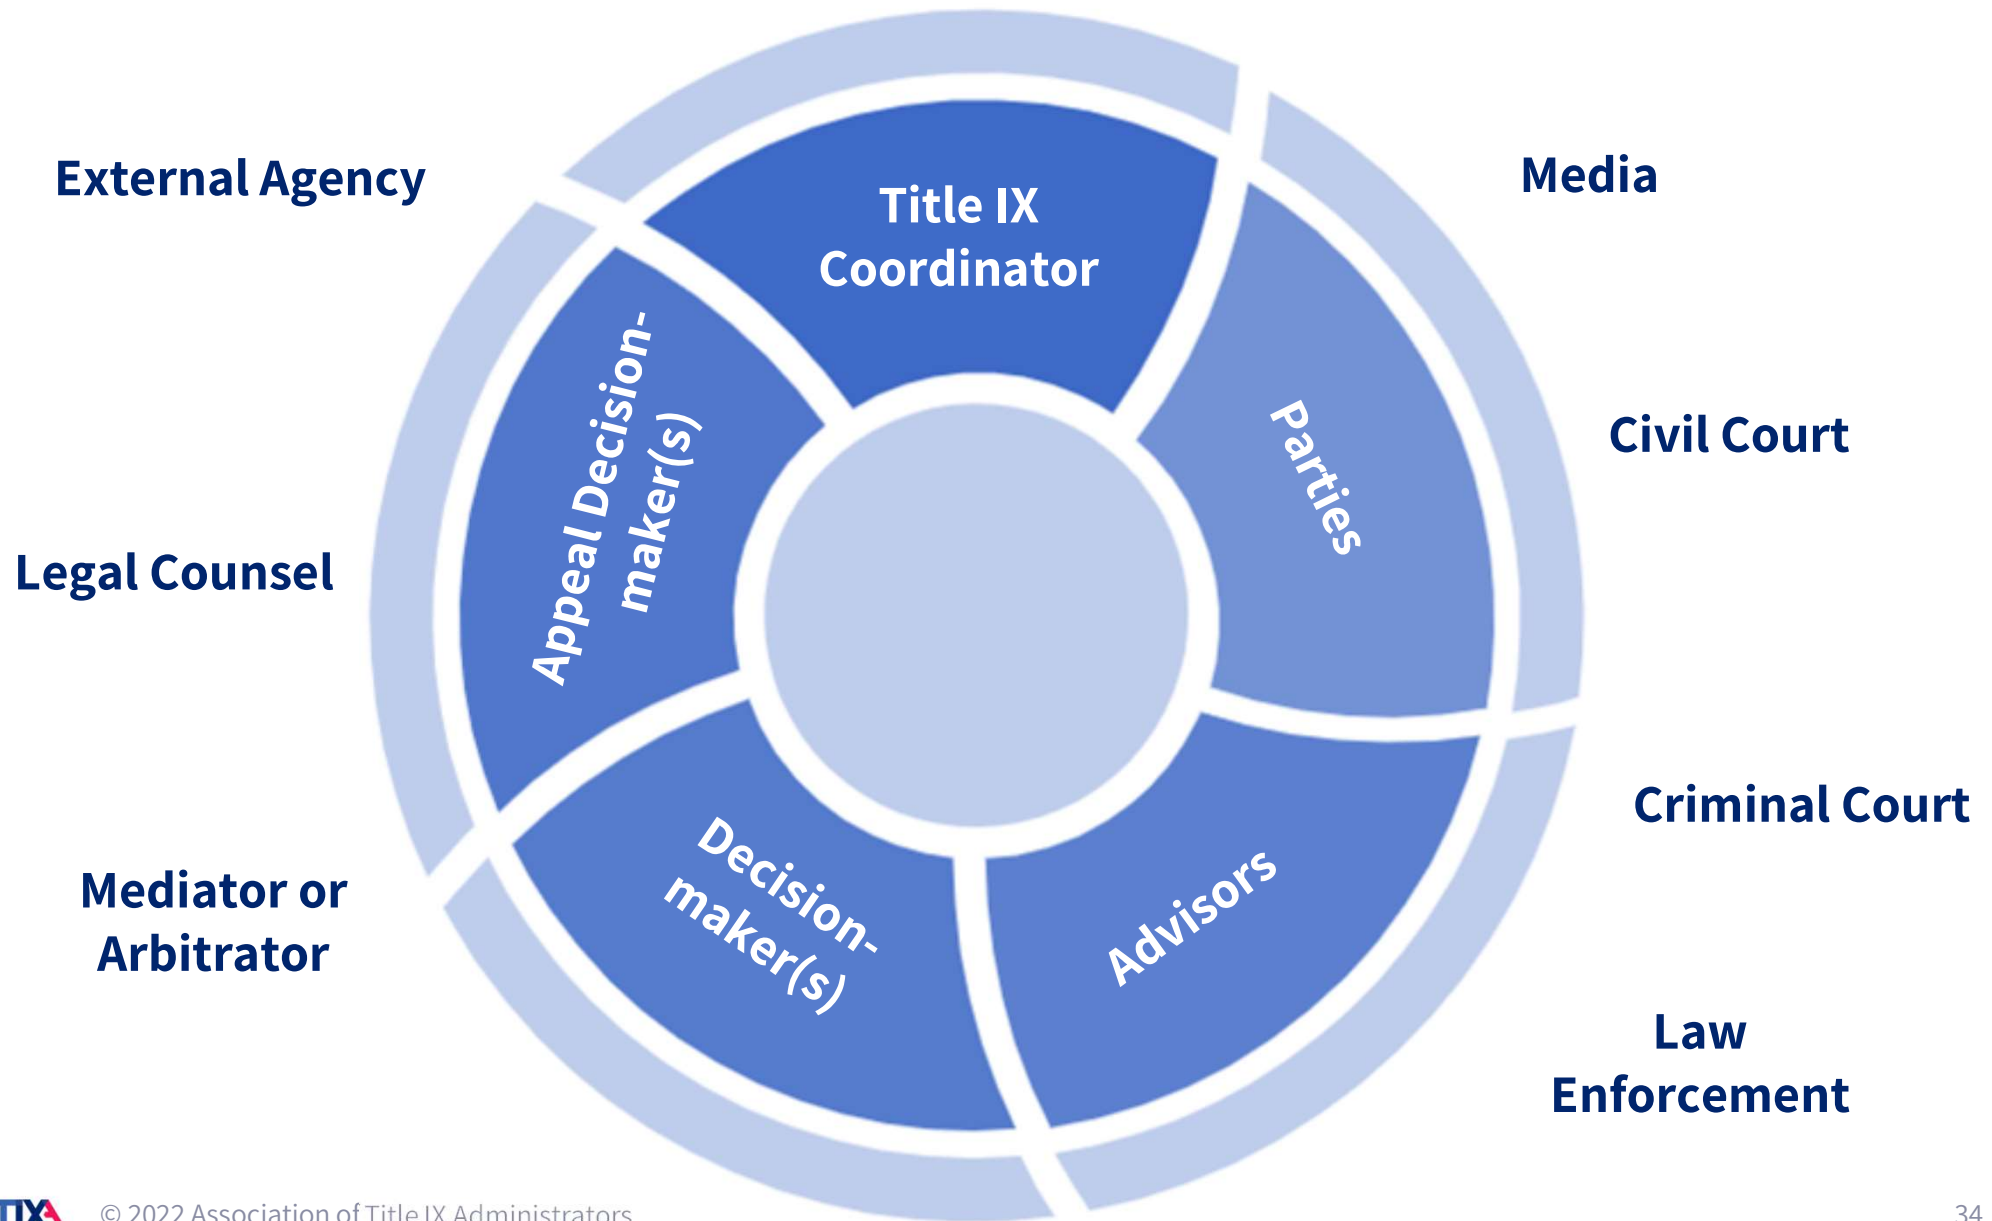 External Agency
Media
Title IX
Coordinator
Civil Court
Parties
Appeal Decision-
maker(s)
Legal Counsel
Criminal Court
Decision-
maker(s)
Advisors
Mediator or
Arbitrator
Law
Enforcement
© 2022 Association of Title IX Administrators
34